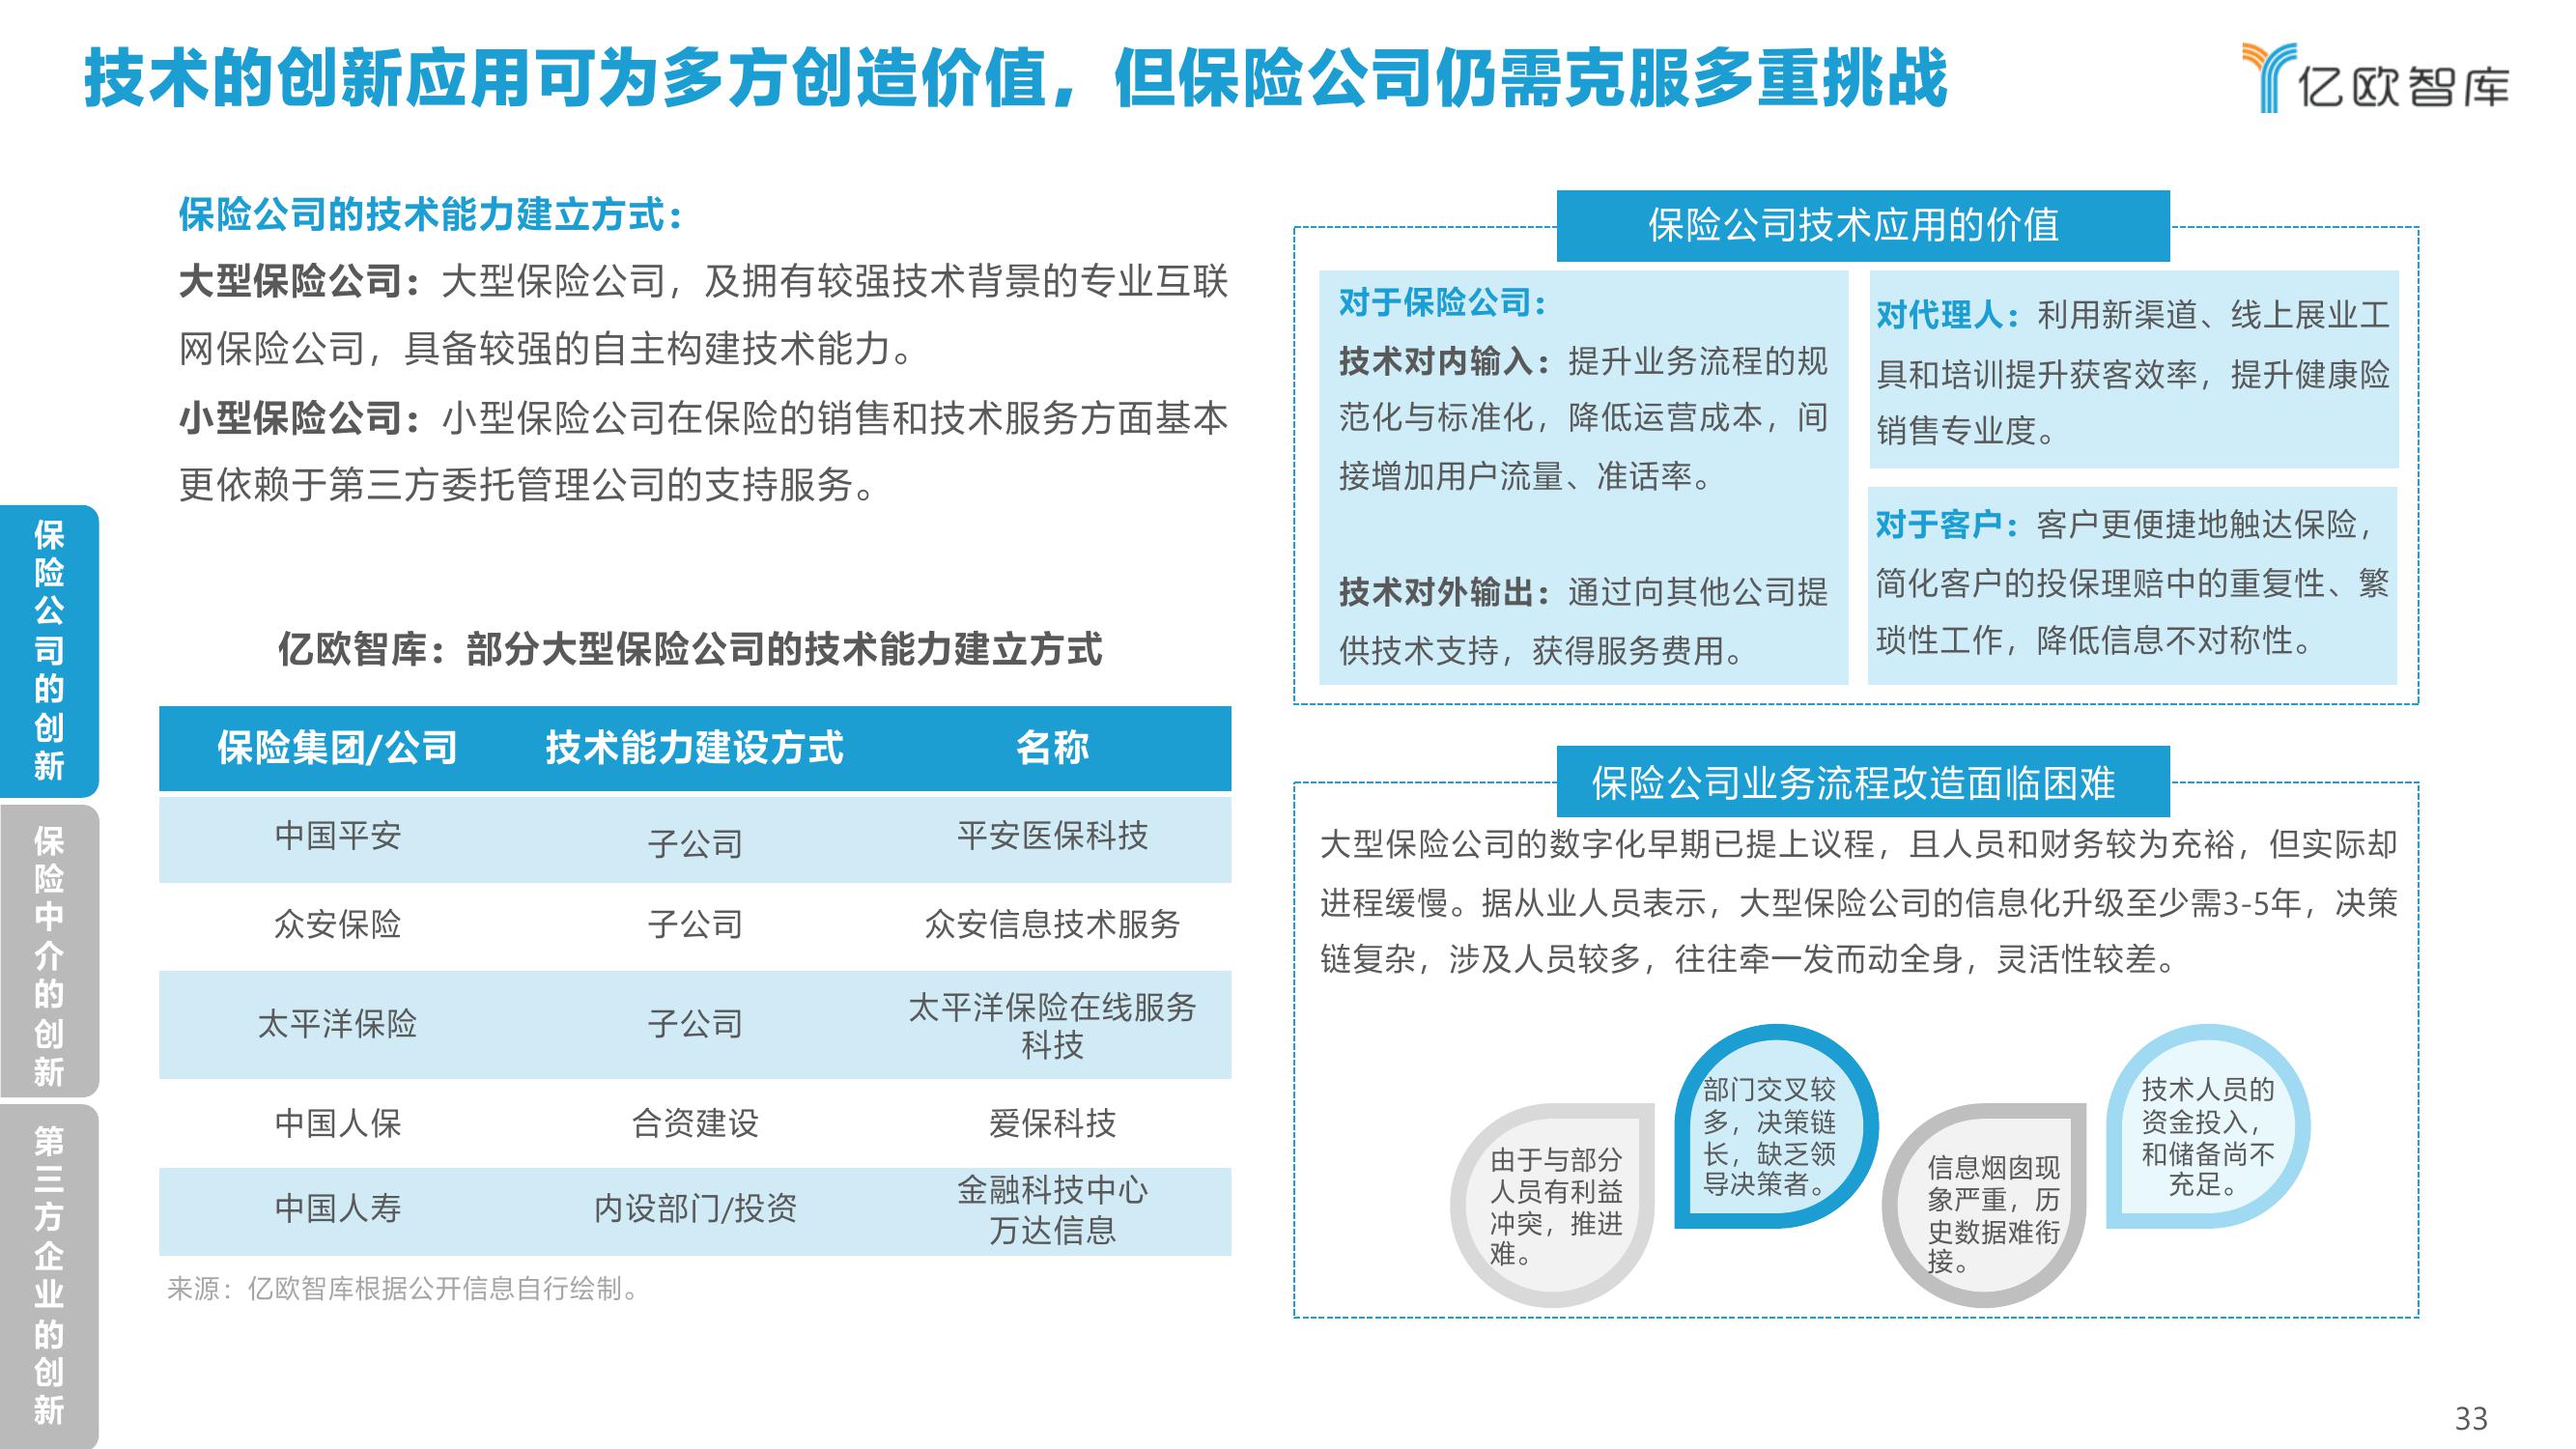 技术的创新应用可为多方创造价值，但保险公司仍需克服多重挑战
亿欧智库
保险公司的技术能力建立方式：
大型保险公司：大型保险公司，及拥有较强技术背景的专业互联
网保险公司，具备较强的自主构建技术能力。
小型保险公司：小型保险公司在保险的销售和技术服务方面基本
更依赖于第三方委托管理公司的支持服务。
保险公司的创新
保险中介的创新
第三方企业的创新
亿欧智库：部分大型保险公司的技术能力建立方式
保险集团/公司 技术能力建设方式 名称
中国平安 子公司 平安医保科技
众安保险 子公司 众安信息技术服务
太平洋保险 子公司 太平洋保险在线服务
科技
中国人保 合资建设 爱保科技
中国人寿 内设部门/投资 金融科技中心
万达信息
来源：亿欧智库根据公开信息自行绘制。
保险公司技术应用的价值
对于保险公司：
技术对内输入：提升业务流程的规
范化与标准化，降低运营成本，间
接增加用户流量、准话率。
技术对外输出：通过向其他公司提
供技术支持，获得服务费用。
对代理人：利用新渠道、线上展业工
具和培训提升获客效率，提升健康险
销售专业度。
对于客户：客户更便捷地触达保险，
简化客户的投保理赔中的重复性、繁
琐性工作，降低信息不对称性。
保险公司业务流程改造面临困难
大型保险公司的数字化早期已提上议程，且人员和财务较为充裕，但实际却
进程缓慢。据从业人员表示，大型保险公司的信息化升级至少需3-5年，决策
链复杂，涉及人员较多，往往牵一发而动全身，灵活性较差。
由于与部分
人员有利益
冲突，推进
难。
部门交叉较
多，决策链
长，缺乏领
导决策者。
信息烟囱现
象严重，历
史数据难衔
接。
技术人员的
资金投入，
和储备尚不
充足。
33